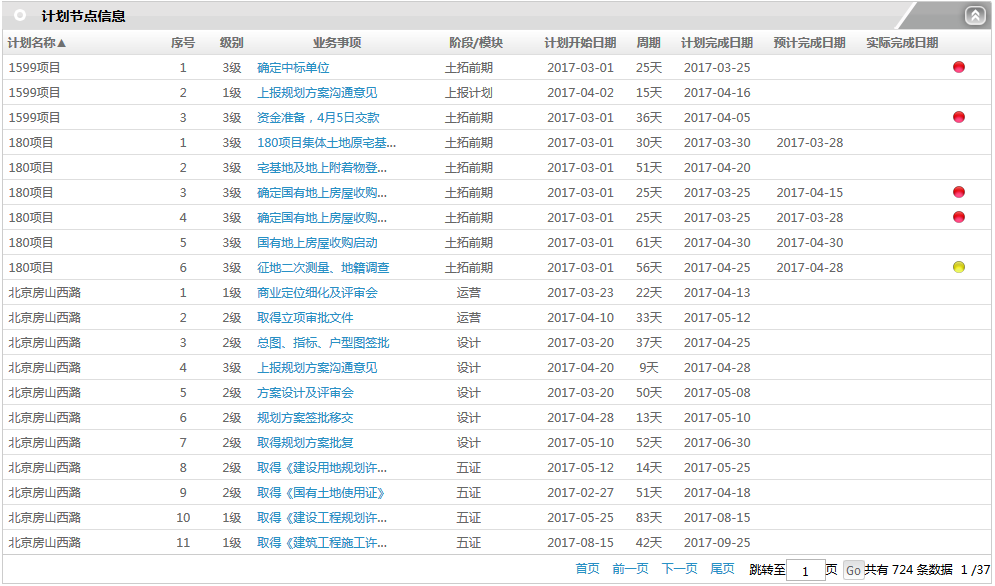 计划节点信息
计划名称▲ 序号 级别 业务事项 阶段/模块 计划开始日期 周期 计划完成日期 预计完成日期 实际完成日期
1599项目 1 3级 确定中标单位 土拓前期 2017-03-01 25天 2017-03-25
1599项目 2 1级 上报规划方案沟通意见 上报计划 2017-04-02 15天 2017-04-16
1599项目 3 3级 资金准备，4月5日交款 土拓前期 2017-03-01 36天 2017-04-05
180项目 1 3级 180项目集体土地原宅基... 土拓前期 2017-03-01 30天 2017-03-30 2017-03-28
180项目 2 3级 宅基地及地上附着物登... 土拓前期 2017-03-01 51天 2017-04-20
180项目 3 3级 确定国有地上房屋收购... 土拓前期 2017-03-01 25天 2017-03-25 2017-04-15
180项目 4 3级 确定国有地上房屋收购... 土拓前期 2017-03-01 25天 2017-03-25 2017-03-28
180项目 5 3级 国有地上房屋收购启动 土拓前期 2017-03-01 61天 2017-04-30 2017-04-30
180项目 6 3级 征地二次测量、地籍调查 土拓前期 2017-03-01 56天 2017-04-25 2017-04-28
北京房山西潞 1 1级 商业定位细化及评审会 运营 2017-03-23 22天 2017-04-13
北京房山西潞 2 2级 取得立项审批文件 运营 2017-04-10 33天 2017-05-12
北京房山西潞 3 2级 总图、指标、户型图签批 设计 2017-03-20 37天 2017-04-25
北京房山西潞 4 3级 上报规划方案沟通意见 设计 2017-04-20 9天 2017-04-28
北京房山西潞 5 2级 方案设计及评审会 设计 2017-03-20 50天 2017-05-08
北京房山西潞 6 2级 规划方案签批移交 设计 2017-04-28 13天 2017-05-10
北京房山西潞 7 2级 取得规划方案批复 设计 2017-05-10 52天 2017-06-30
北京房山西潞 8 2级 取得《建设用地规划许... 五证 2017-05-12 14天 2017-05-25
北京房山西潞 9 2级 取得《国有土地使用证》 五证 2017-02-27 51天 2017-04-18
北京房山西潞 10 1级 取得《建设工程规划许... 五证 2017-05-25 83天 2017-08-15
北京房山西潞 11 1级 取得《建筑工程施工许... 五证 2017-08-15 42天 2017-09-25
首页 前一页 下一页 尾页 跳转至 1 页 Go 共有 724 条数据 1 /37